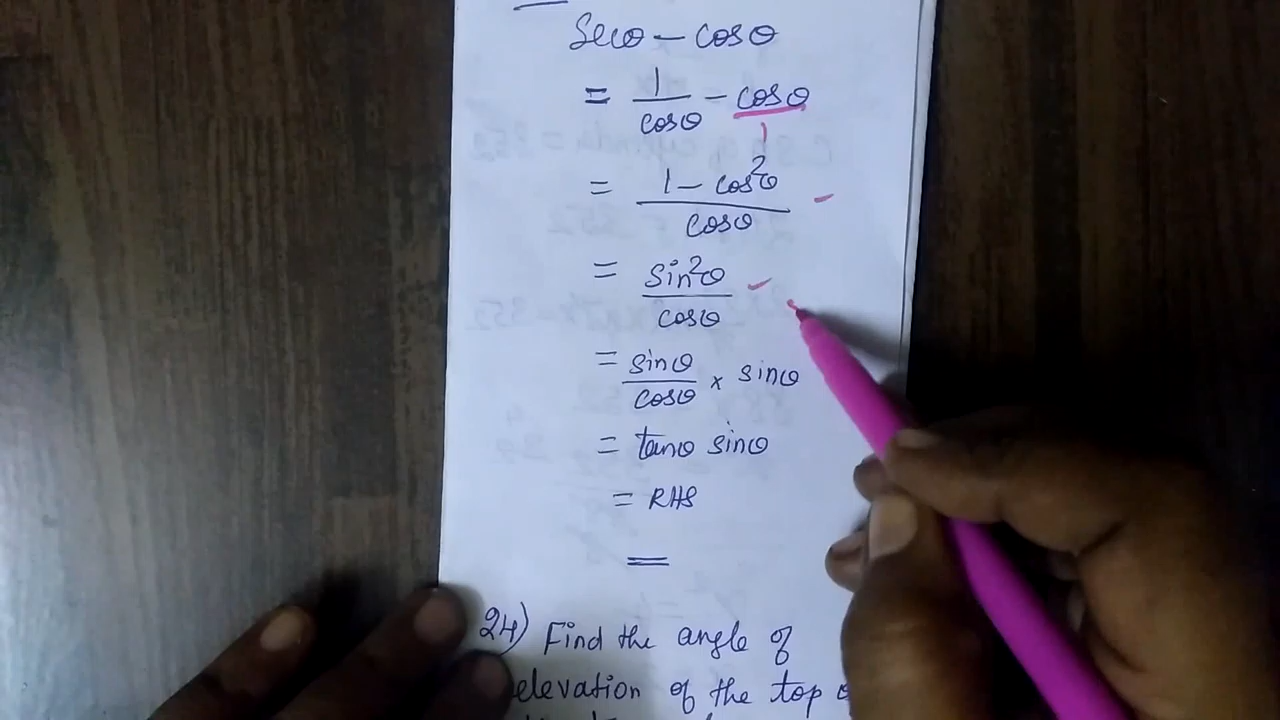 Secθ - cosθ
= 1/cosθ - cosθ/1
= 1 - cos²θ/cosθ
= sin²θ/cosθ
= sinθ/cosθ × sinθ
= tanθ sinθ
= RHS
24) Find the angle of
elevation of the top